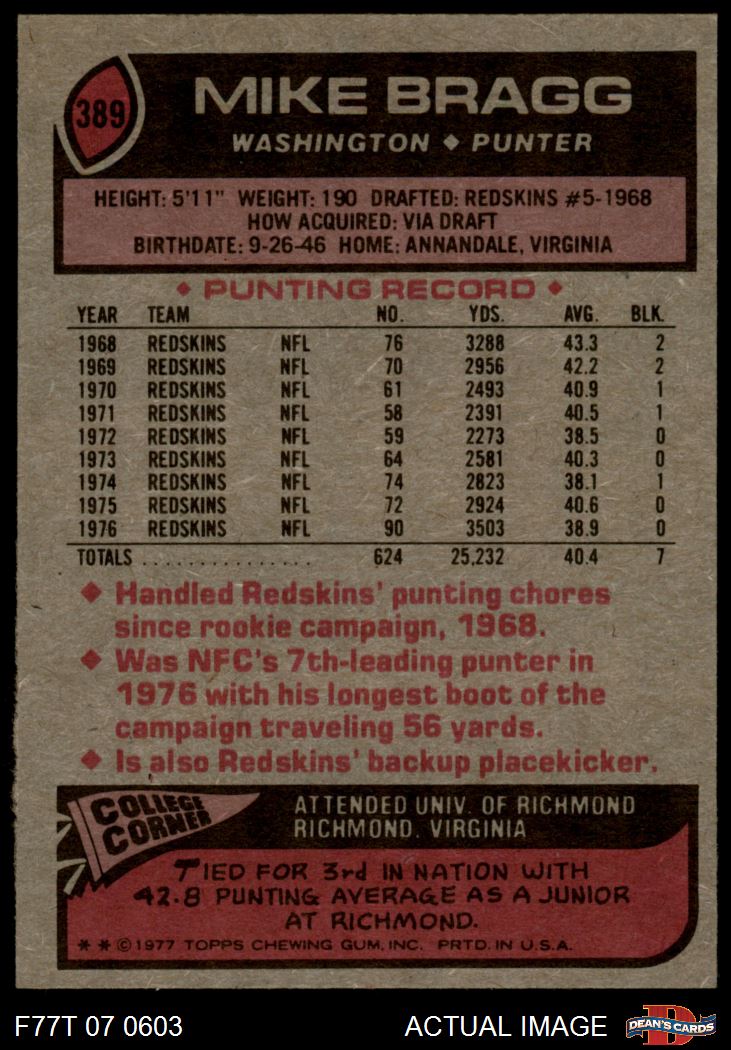 389
MIKE BRAGG
WASHINGTON ◆ PUNTER
HEIGHT: 5'11" WEIGHT: 190 DRAFTED: REDSKINS #5-1968
HOW ACQUIRED: VIA DRAFT
BIRTHDATE: 9-26-46 HOME: ANNANDALE, VIRGINIA
◆ PUNTING RECORD ◆
YEAR TEAM NO. YDS. AVG. BLK.
1968 REDSKINS NFL 76 3288 43.3 2
1969 REDSKINS NFL 70 2956 42.2 2
1970 REDSKINS NFL 61 2493 40.9 1
1971 REDSKINS NFL 58 2391 40.5 1
1972 REDSKINS NFL 59 2273 38.5 0
1973 REDSKINS NFL 64 2581 40.3 0
1974 REDSKINS NFL 74 2823 38.1 1
1975 REDSKINS NFL 72 2924 40.6 0
1976 REDSKINS NFL 90 3503 38.9 0
TOTALS ............... 624 25,232 40.4 7
◆ Handled Redskins' punting chores
since rookie campaign, 1968.
◆ Was NFC's 7th-leading punter in
1976 with his longest boot of the
campaign traveling 56 yards.
◆ Is also Redskins' backup placekicker.
COLLEGE
CORNER
ATTENDED UNIV. OF RICHMOND
RICHMOND, VIRGINIA
TIED FOR 3rd IN NATION WITH
42.8 PUNTING AVERAGE AS A JUNIOR
AT RICHMOND.
* * © 1977 TOPPS CHEWING GUM, INC. PRTD. IN U.S.A.
F77T 07 0603
ACTUAL IMAGE
D
DEAN'S CARDS